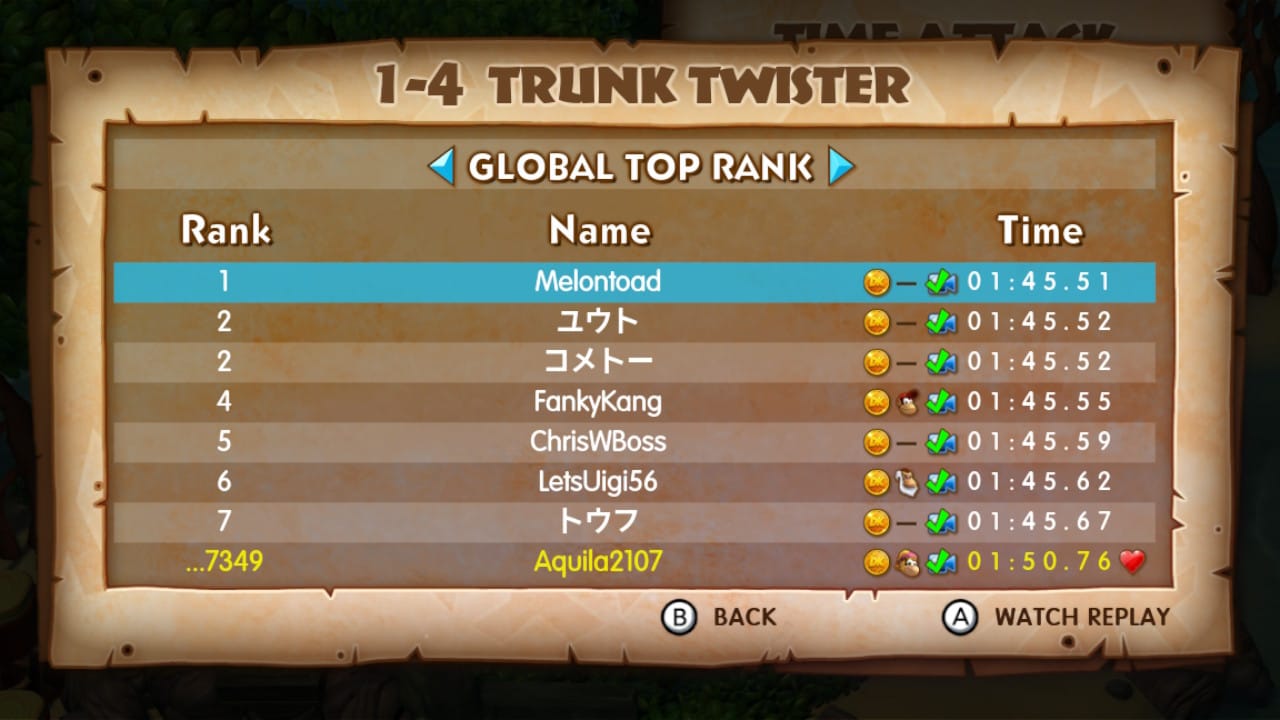 TIME ATTACK
1-4 TRUNK TWISTER
GLOBAL TOP RANK
Rank Name Time
1 Melontoad 01:45.51
2 ユウト 01:45.52
2 コメトー 01:45.52
4 FankyKang 01:45.55
5 ChrisWBoss 01:45.59
6 LetsUigi56 01:45.62
7 トウフ 01:45.67
...7349 Aquila2107 01:50.76
B BACK A WATCH REPLAY